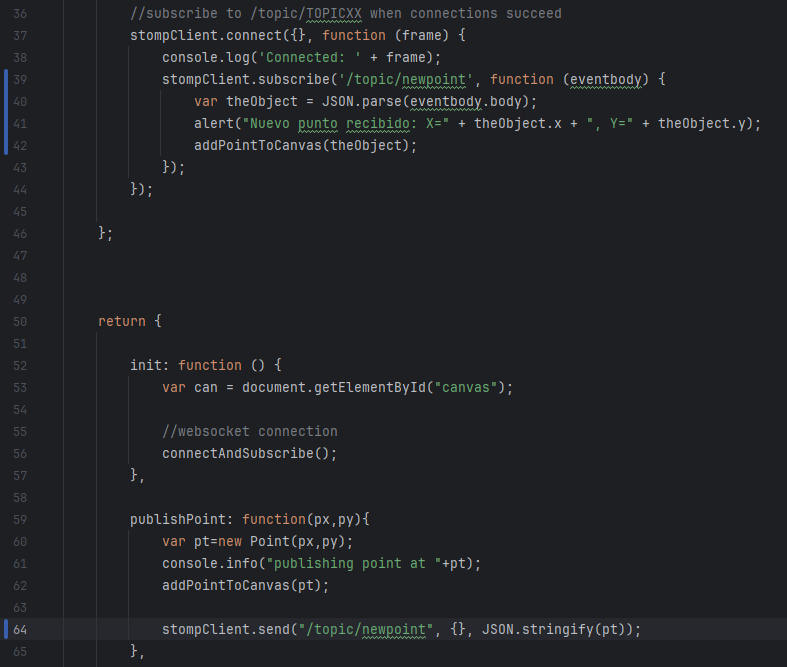 36 //subscribe to /topic/TOPICXX when connections succeed
37 stompClient.connect({}, function (frame) {
38 console.log('Connected: ' + frame);
39 stompClient.subscribe('/topic/newpoint', function (eventbody) {
40 var theObject = JSON.parse(eventbody.body);
41 alert("Nuevo punto recibido: X=" + theObject.x + ", Y=" + theObject.y);
42 addPointToCanvas(theObject);
43 });
44 });
45
46 };
47
48
49
50 return {
51
52 init: function () {
53 var can = document.getElementById("canvas");
54
55 //websocket connection
56 connectAndSubscribe();
57 },
58
59 publishPoint: function(px,py){
60 var pt=new Point(px,py);
61 console.info("publishing point at "+pt);
62 addPointToCanvas(pt);
63
64 stompClient.send("/topic/newpoint", {}, JSON.stringify(pt));
65 },